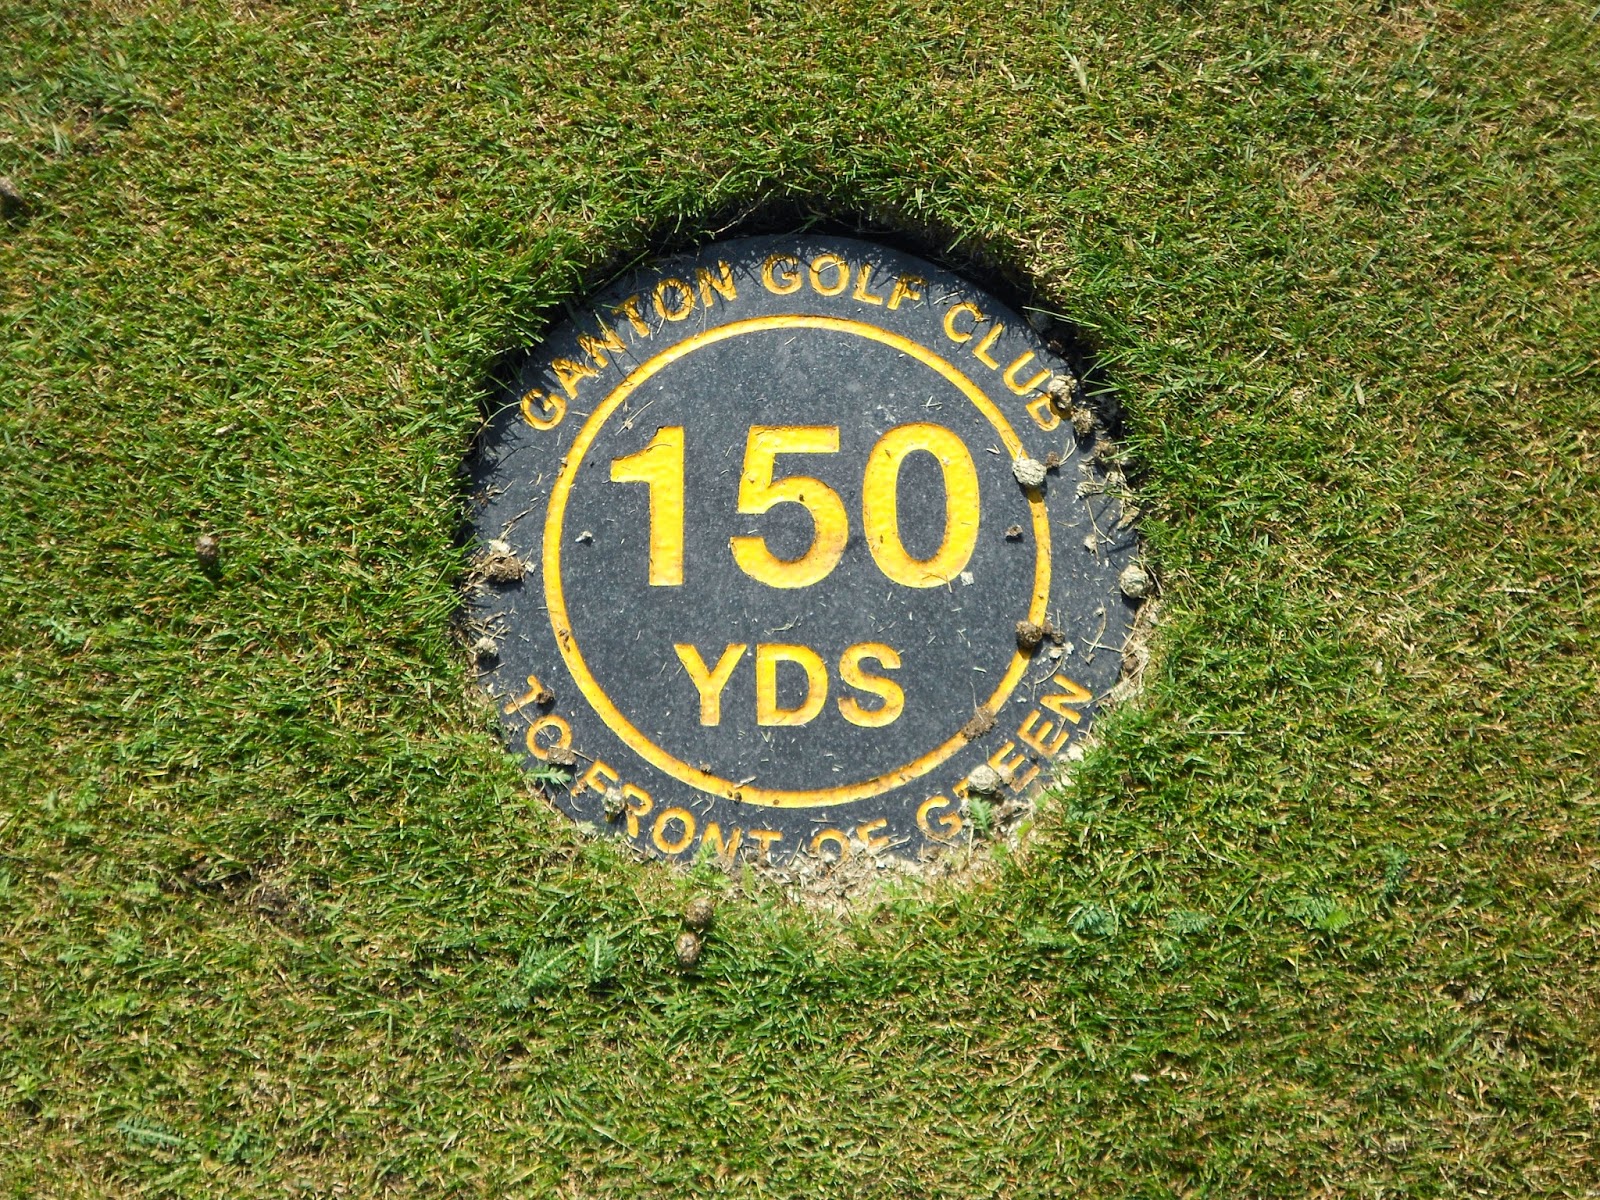 GANTON GOLF CLUB
150
YDS
TO FRONT OF GREEN